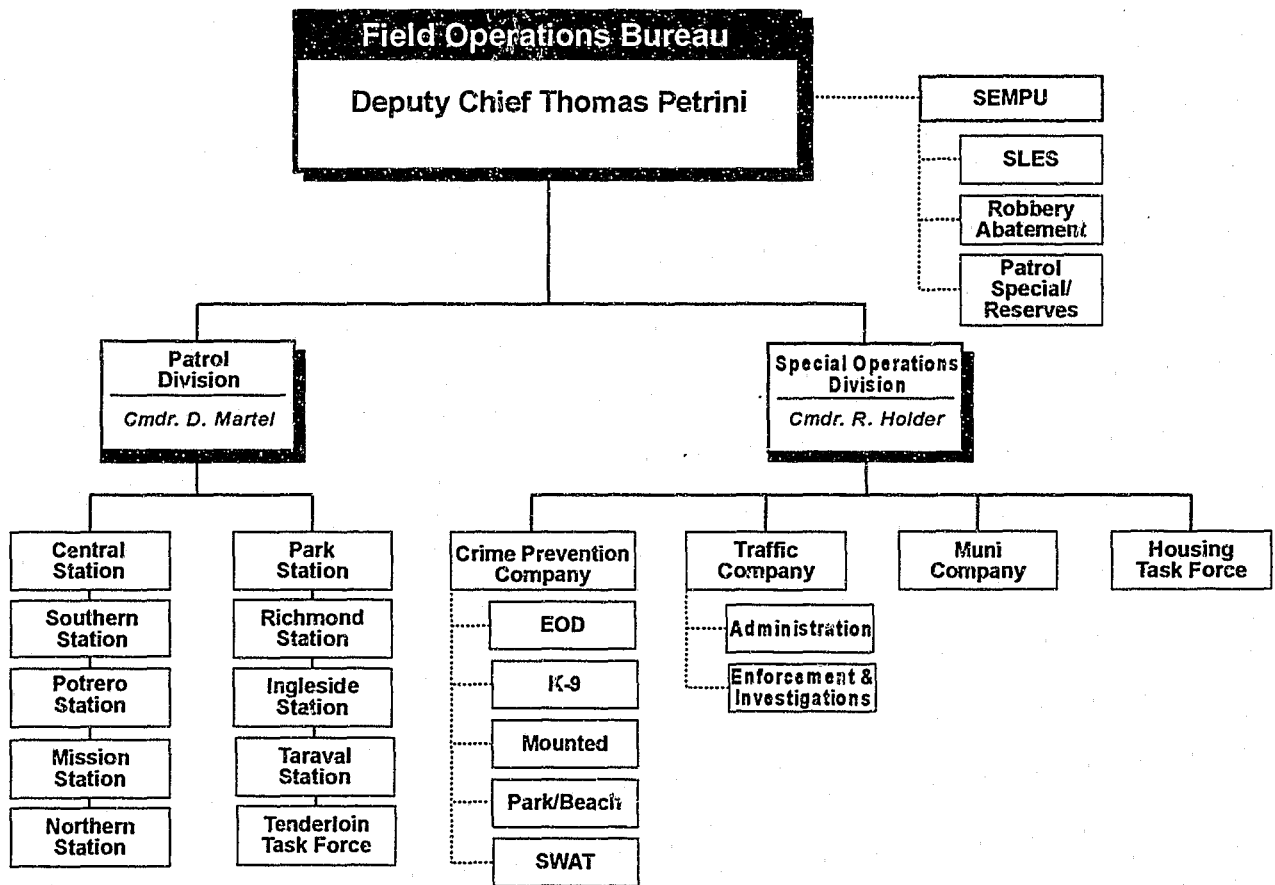 Field Operations Bureau
Deputy Chief Thomas Petrini
SEMPU
SLES
Robbery
Abatement
Patrol
Special/
Reserves
Patrol
Division
Cmdr. D. Martel
Special Operations
Division
Cmdr. R. Holder
Central
Station
Southern
Station
Potrero
Station
Mission
Station
Northern
Station
Park
Station
Richmond
Station
Ingleside
Station
Taraval
Station
Tenderloin
Task Force
Crime Prevention
Company
EOD
K-9
Mounted
Park/Beach
SWAT
Traffic
Company
Administration
Enforcement &
Investigations
Muni
Company
Housing
Task Force